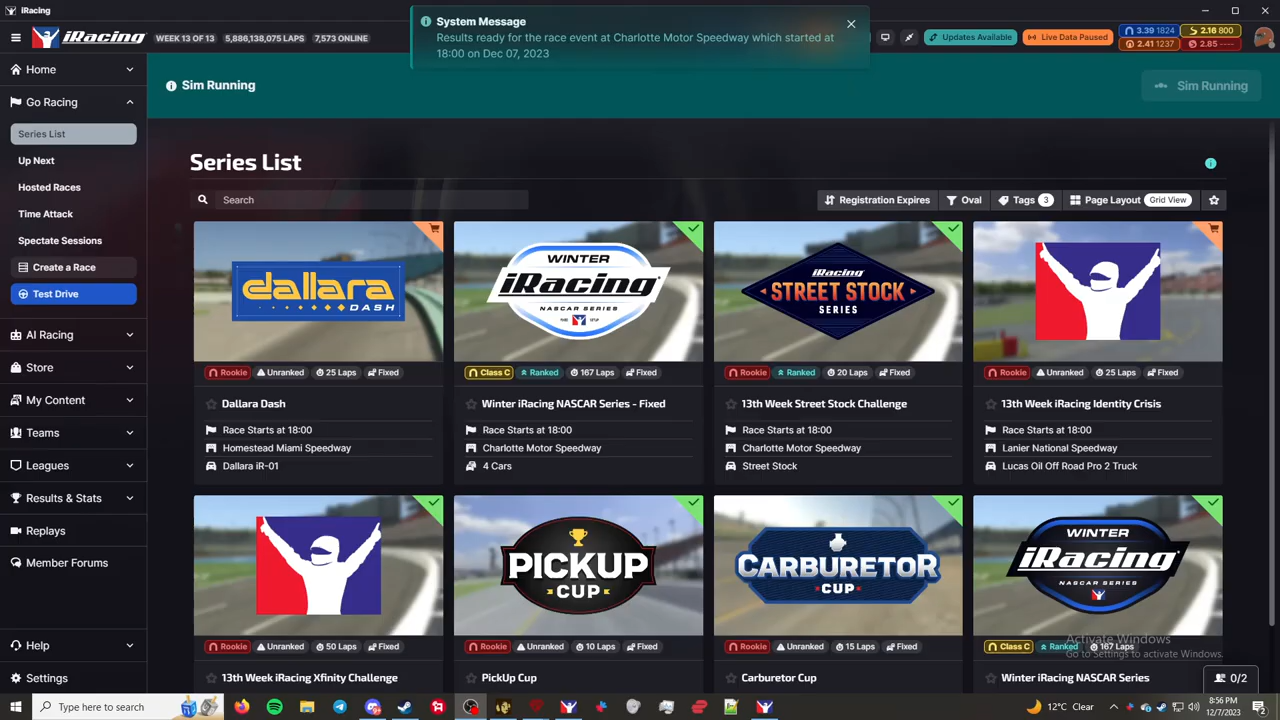 iRacing
iRacing
WEEK 13 OF 13
5,886,138,075 LAPS
7,573 ONLINE
System Message
Results ready for the race event at Charlotte Motor Speedway which started at
18:00 on Dec 07, 2023
Updates Available
Live Data Paused
3.39 1824
2.16 800
2.41 1237
2.85 ----
Home
Go Racing
Series List
Up Next
Hosted Races
Time Attack
Spectate Sessions
Create a Race
Test Drive
AI Racing
Store
My Content
Teams
Leagues
Results & Stats
Replays
Member Forums
Help
Settings
Sim Running
Sim Running
Series List
Search
Registration Expires
Oval
Tags 3
Page Layout Grid View
dallara
DASH
Rookie Unranked 25 Laps Fixed
Dallara Dash
Race Starts at 18:00
Homestead Miami Speedway
Dallara iR-01
WINTER
iRacing
NASCAR SERIES
Class C Ranked 167 Laps Fixed
Winter iRacing NASCAR Series - Fixed
Race Starts at 18:00
Charlotte Motor Speedway
4 Cars
iRacing
STREET STOCK
SERIES
Rookie Ranked 20 Laps Fixed
13th Week Street Stock Challenge
Race Starts at 18:00
Charlotte Motor Speedway
Street Stock
Rookie Unranked 25 Laps Fixed
13th Week iRacing Identity Crisis
Race Starts at 18:00
Lanier National Speedway
Lucas Oil Off Road Pro 2 Truck
Rookie Unranked 50 Laps Fixed
13th Week iRacing Xfinity Challenge
PICKUP
CUP
Rookie Unranked 10 Laps Fixed
PickUp Cup
CARBURETOR
CUP
Rookie Unranked 15 Laps Fixed
Carburetor Cup
WINTER
iRacing
NASCAR SERIES
Class C Ranked 167 Laps
Winter iRacing NASCAR Series
Activate Windows
Go to Settings to activate Windows.
0/2
Type here to search
12°C Clear
8:56 PM
12/7/2023